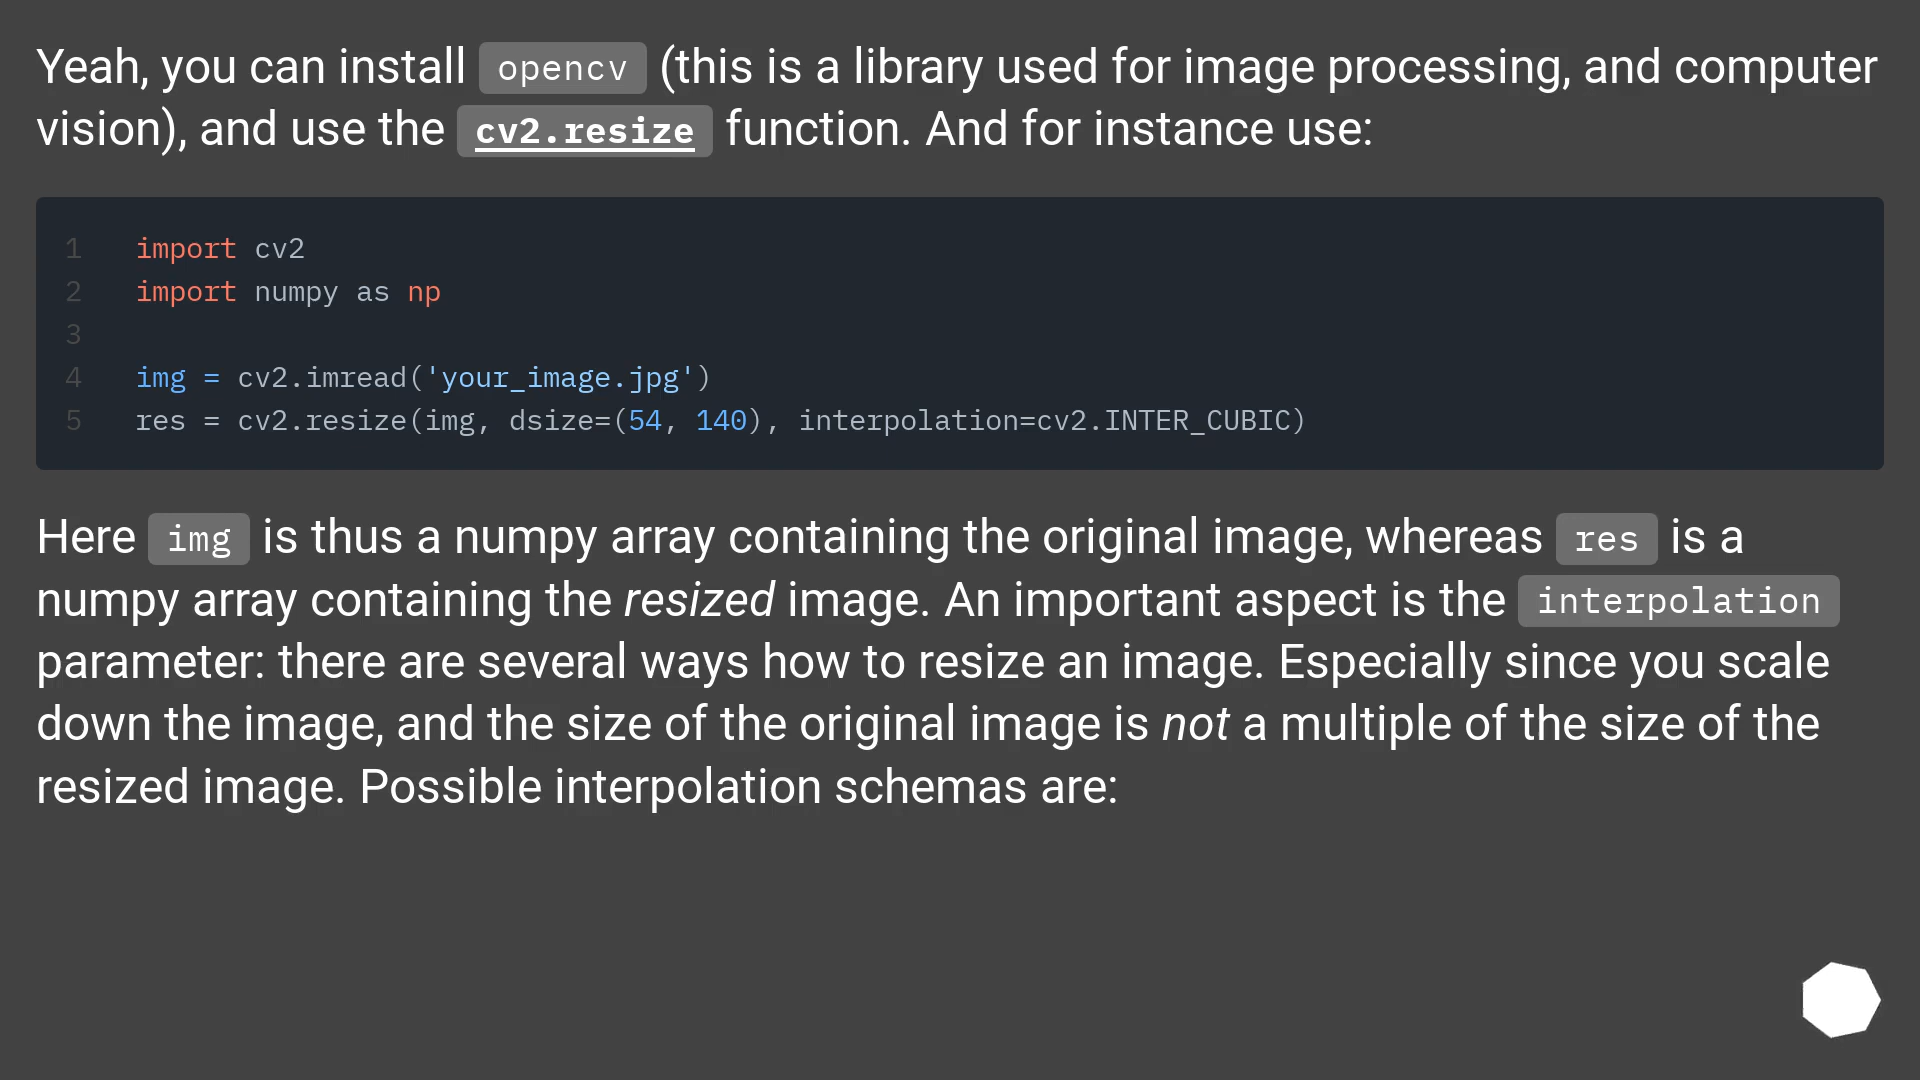 Yeah, you can install opencv (this is a library used for image processing, and computer
vision), and use the cv2.resize function. And for instance use:
1 import cv2
2 import numpy as np
3
4 img = cv2.imread('your_image.jpg')
5 res = cv2.resize(img, dsize=(54, 140), interpolation=cv2.INTER_CUBIC)
Here img is thus a numpy array containing the original image, whereas res is a
numpy array containing the resized image. An important aspect is the interpolation
parameter: there are several ways how to resize an image. Especially since you scale
down the image, and the size of the original image is not a multiple of the size of the
resized image. Possible interpolation schemas are: